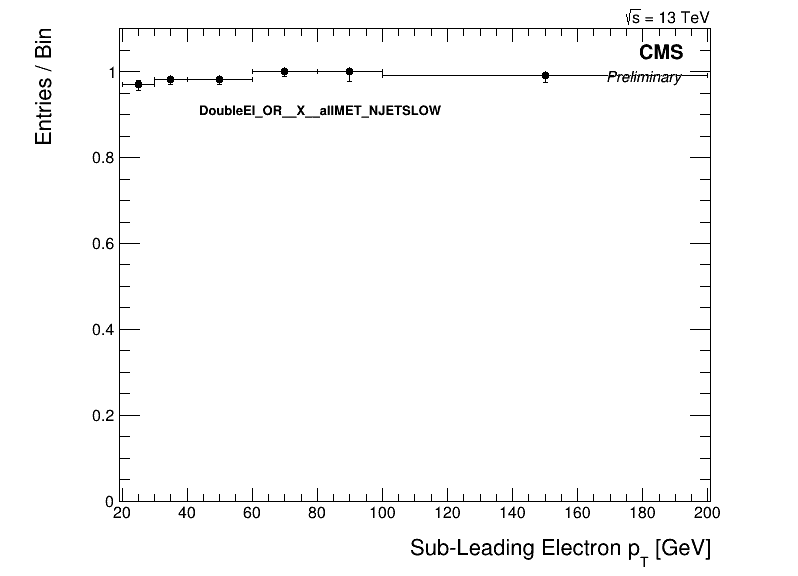 √s = 13 TeV
CMS
Preliminary
DoubleEl_OR__X__allMET_NJETSLOW
Entries / Bin
1
0.8
0.6
0.4
0.2
0
20 40 60 80 100 120 140 160 180 200
Sub-Leading Electron pT [GeV]